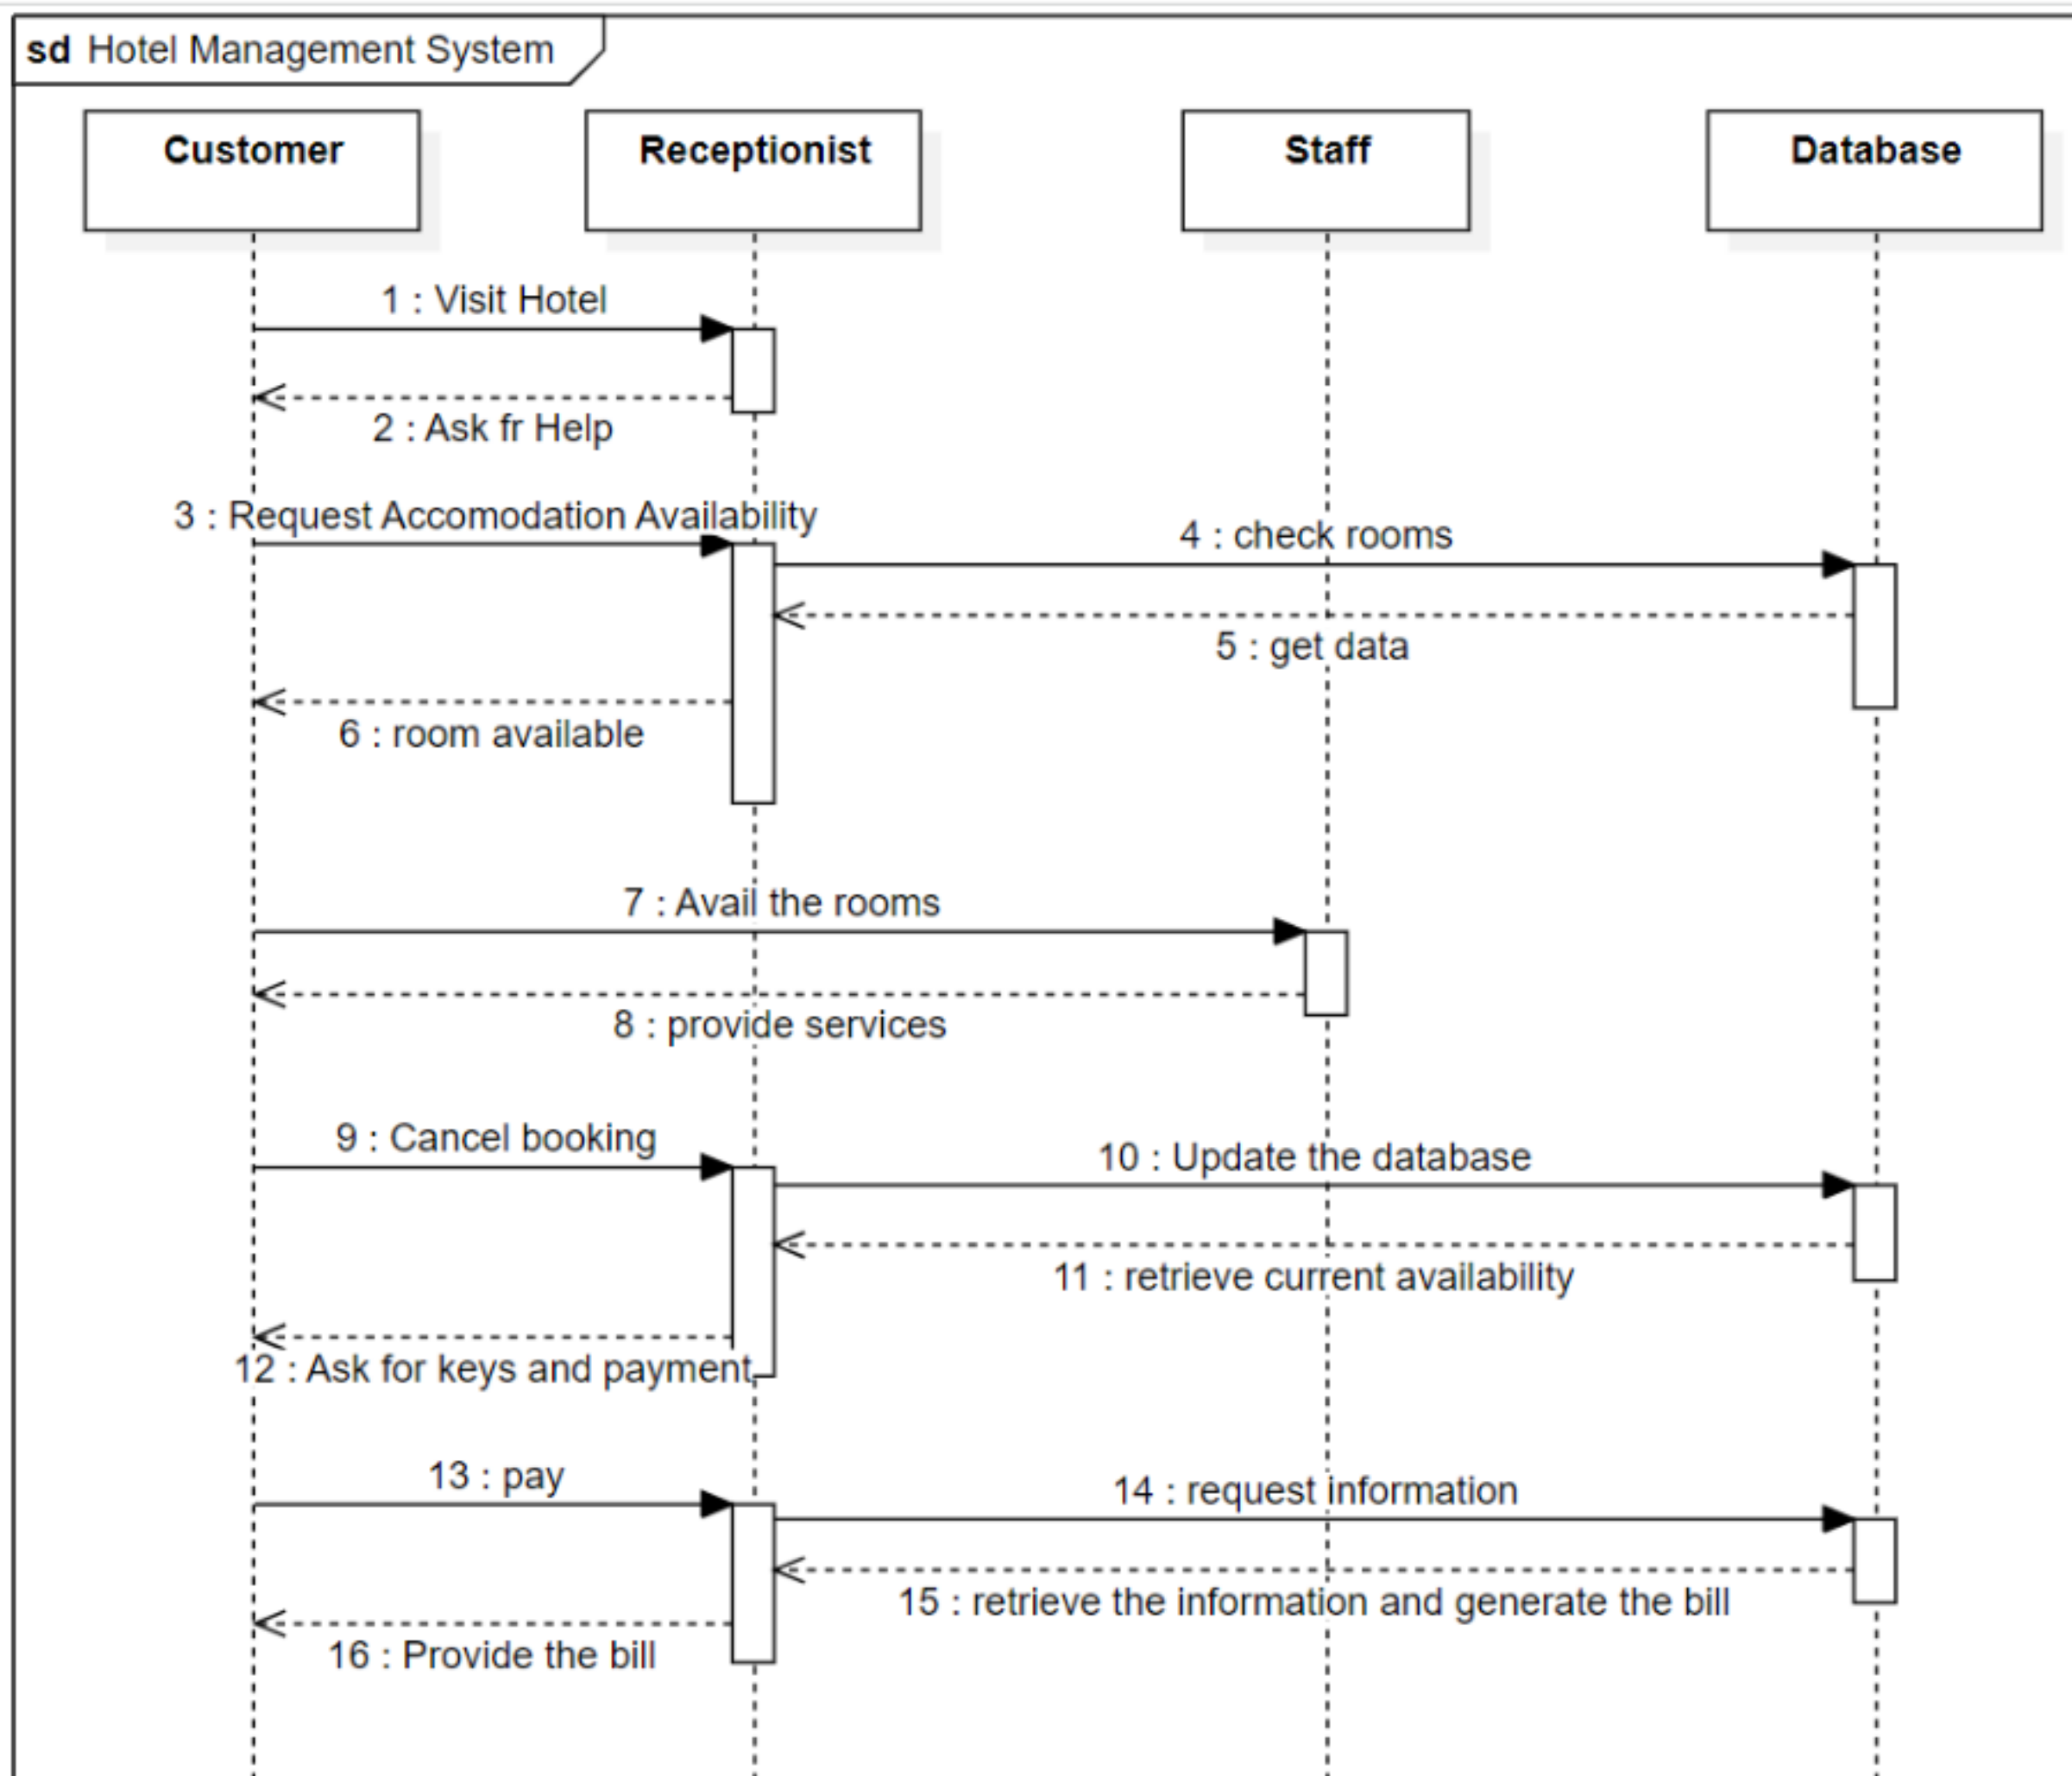 sd Hotel Management System
Customer
Receptionist
Staff
Database
1 : Visit Hotel
2 : Ask fr Help
3 : Request Accomodation Availability
4 : check rooms
5 : get data
6 : room available
7 : Avail the rooms
8 : provide services
9 : Cancel booking
10 : Update the database
11 : retrieve current availability
12 : Ask for keys and payment
13 : pay
14 : request information
15 : retrieve the information and generate the bill
16 : Provide the bill